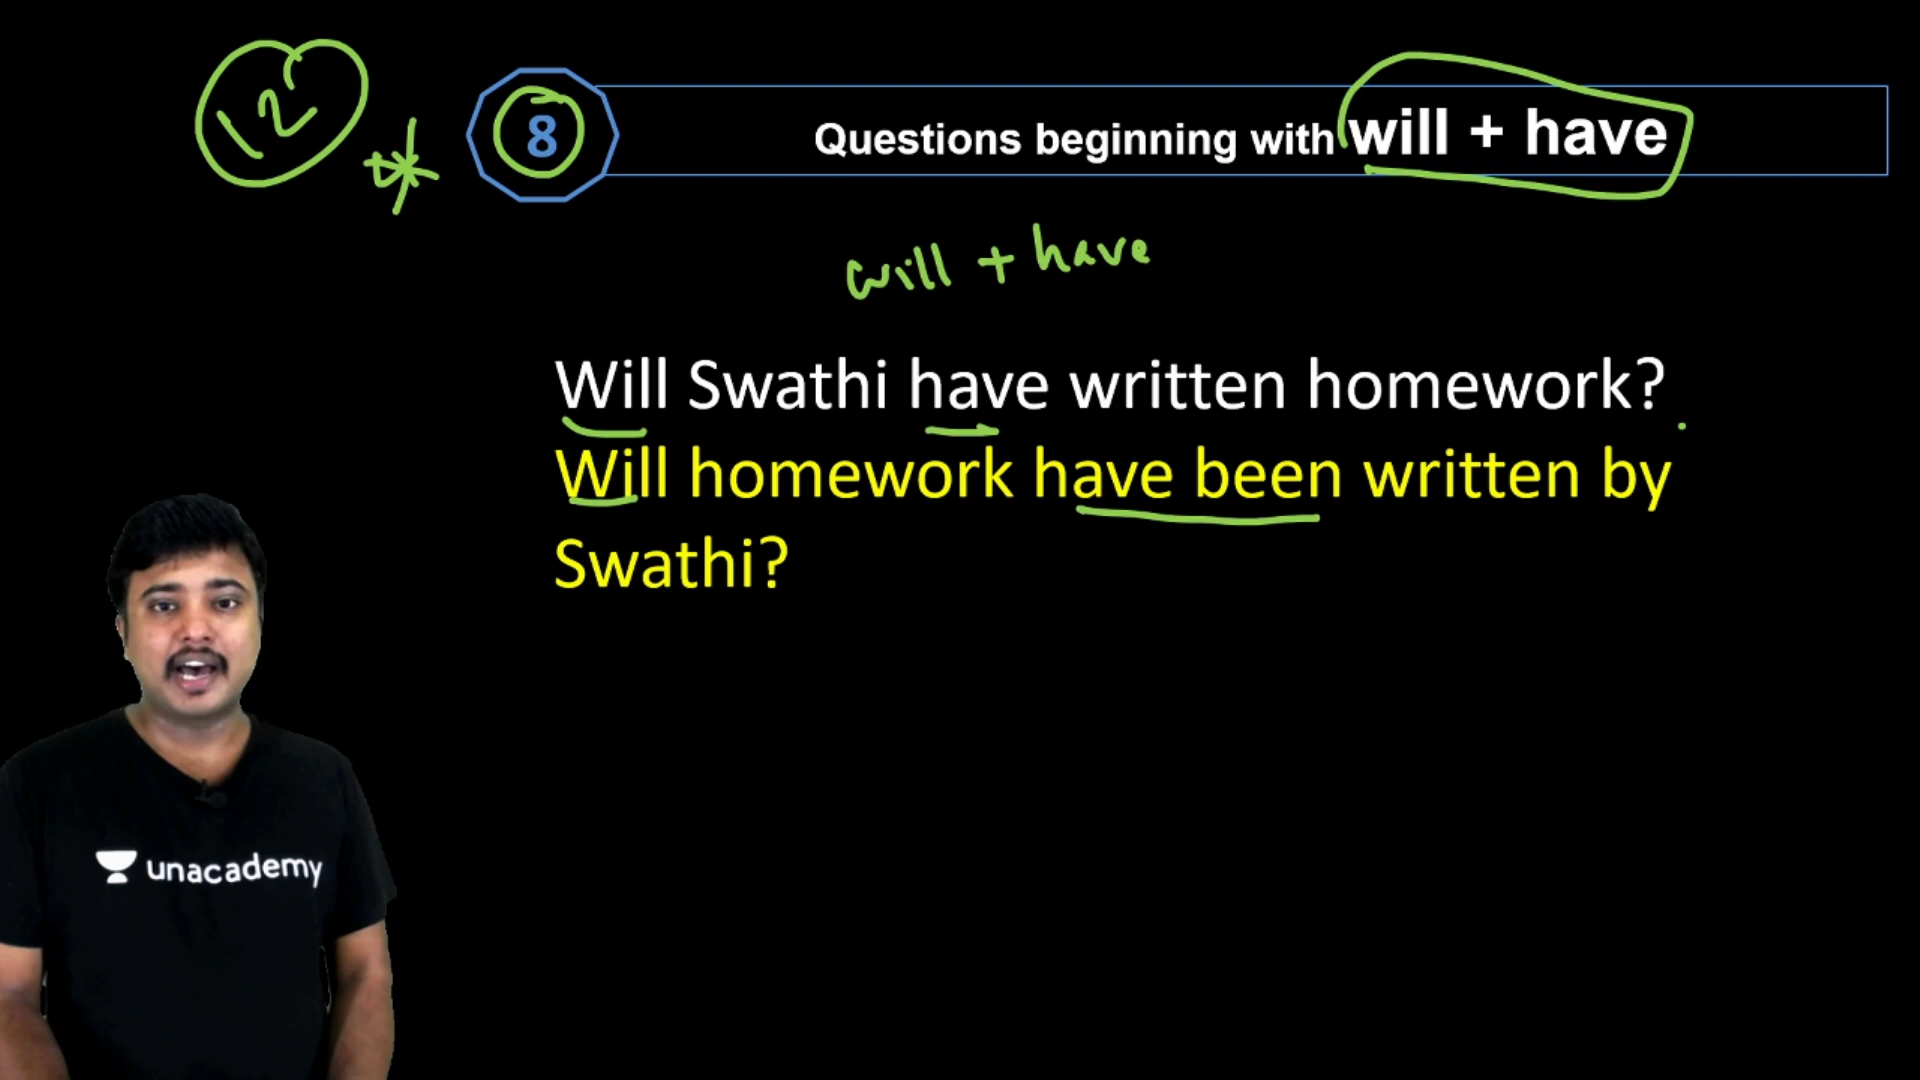 12
8
Questions beginning with will + have
will + have
Will Swathi have written homework?
Will homework have been written by
Swathi?
unacademy